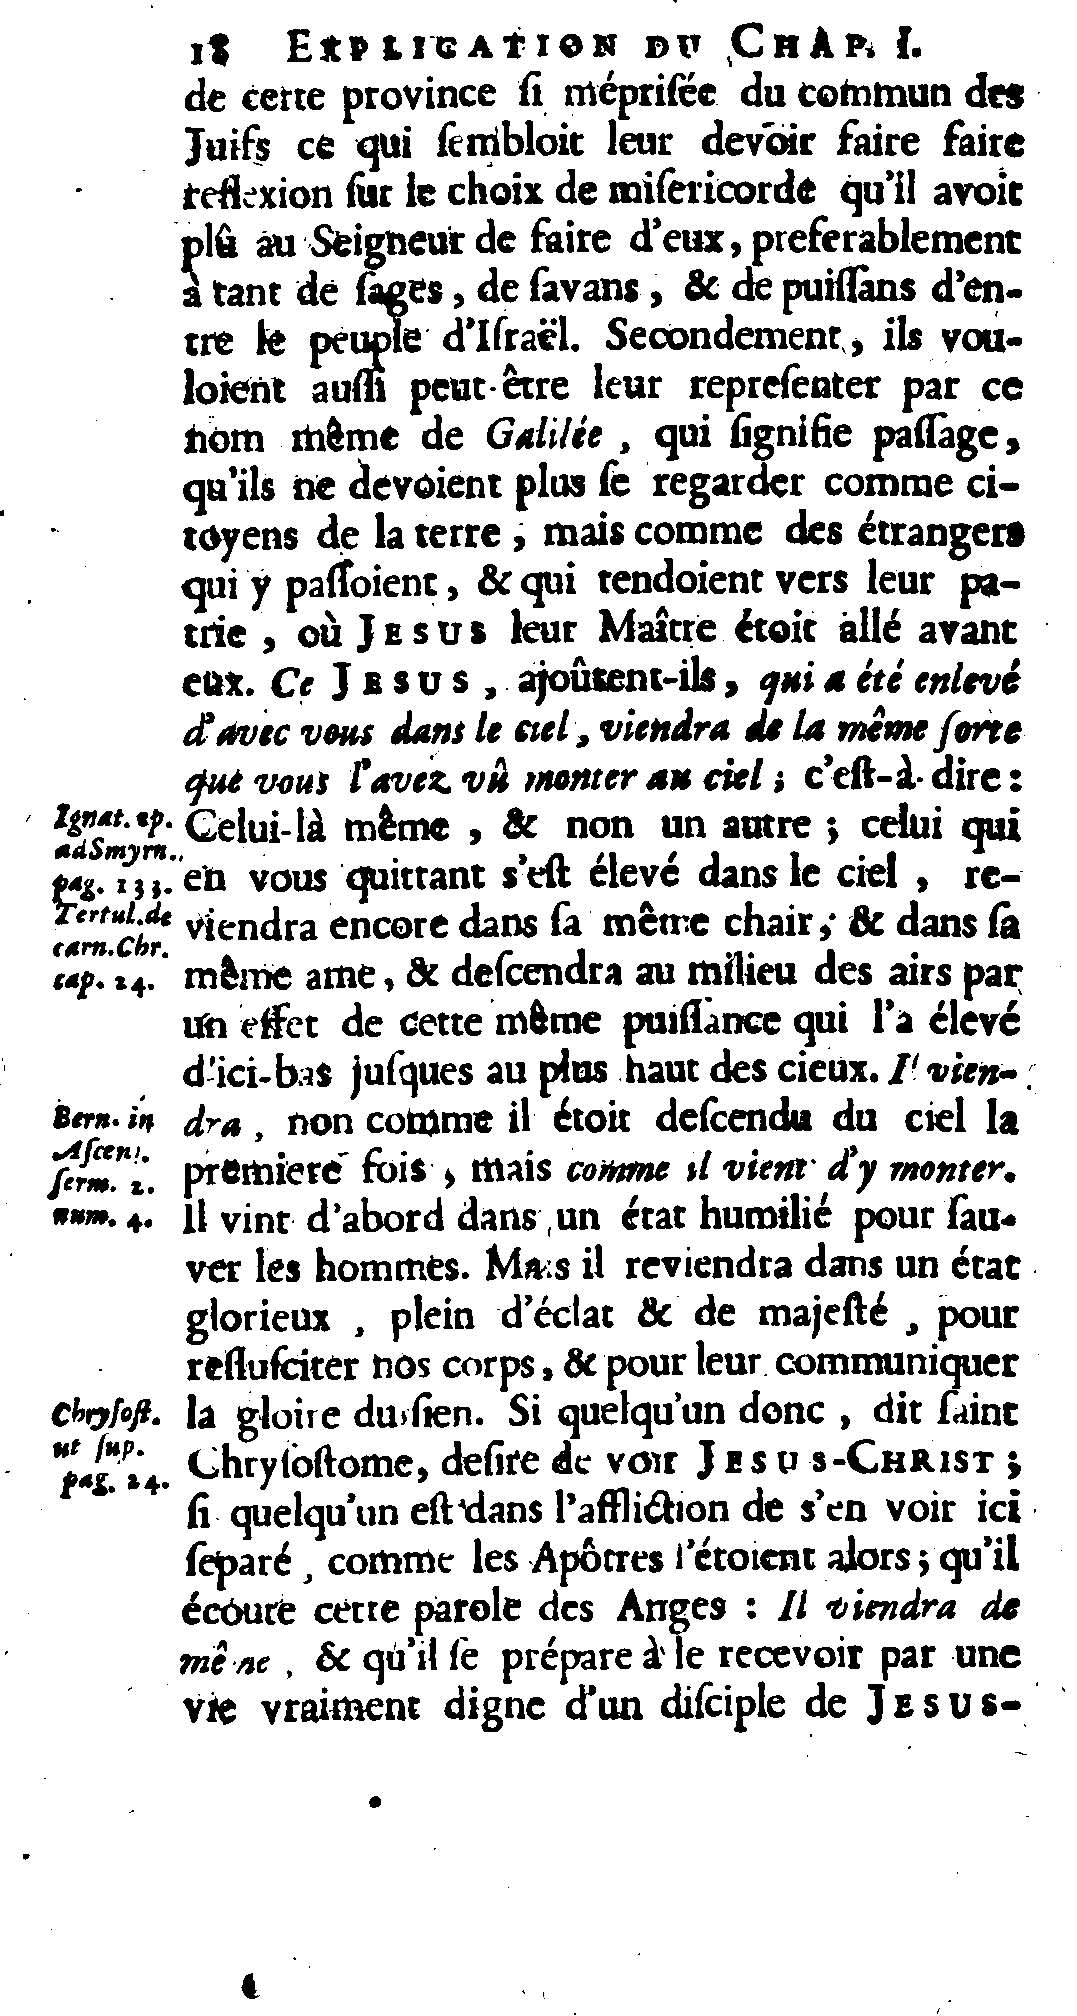 18 EXPLICATION DU CHAP. I.
de cette province ſi mépriſée du commun des
Juifs ce qui ſembloit leur devoir faire faire
reflexion ſur le choix de miſericorde qu'il avoit
plû au Seigneur de faire d'eux, preferablement
à tant de ſages, de ſavans, & de puiſſans d'en-
tre le peuple d'Iſraël. Secondement, ils vou-
loient auſſi peut-être leur repreſenter par ce
nom même de Galilée, qui ſignifie paſſage,
qu'ils ne devoient plus ſe regarder comme ci-
toyens de la terre, mais comme des étrangers
qui y paſſoient, & qui tendoient vers leur pa-
trie, où JESUS leur Maître étoit allé avant
eux. Ce JESUS, ajoûtent-ils, qui a été enlevé
d'avec vous dans le ciel, viendra de la même ſorte
que vous l'avez vû monter au ciel; c'eſt-à-dire:
Ignat. ep.
adSmyrn.
pag. 133.
Tertul. de
carn. Chr.
cap. 24.
Celui-là même, & non un autre; celui qui
en vous quittant s'eſt élevé dans le ciel, re-
viendra encore dans ſa même chair, & dans ſa
même ame, & deſcendra au milieu des airs par
un effet de cette même puiſſance qui l'a élevé
d'ici-bas juſques au plus haut des cieux. Il vien-
Bern. in
Aſcenſ.
ſerm. 2.
num. 4.
dra, non comme il étoit deſcendu du ciel la
premiere fois, mais comme il vient d'y monter.
Il vint d'abord dans un état humilié pour ſau-
ver les hommes. Mais il reviendra dans un état
glorieux, plein d'éclat & de majeſté, pour
reſſuſciter nos corps, & pour leur communiquer
Chryſoſt.
ut ſup.
pag. 24.
la gloire du ſien. Si quelqu'un donc, dit ſaint
Chryſoſtome, deſire de voir JESUS-CHRIST;
ſi quelqu'un eſt dans l'affliction de s'en voir ici
ſeparé, comme les Apôtres l'étoient alors; qu'il
écoute cette parole des Anges : Il viendra de
même, & qu'il ſe prépare à le recevoir par une
vie vraiment digne d'un diſciple de JESUS-